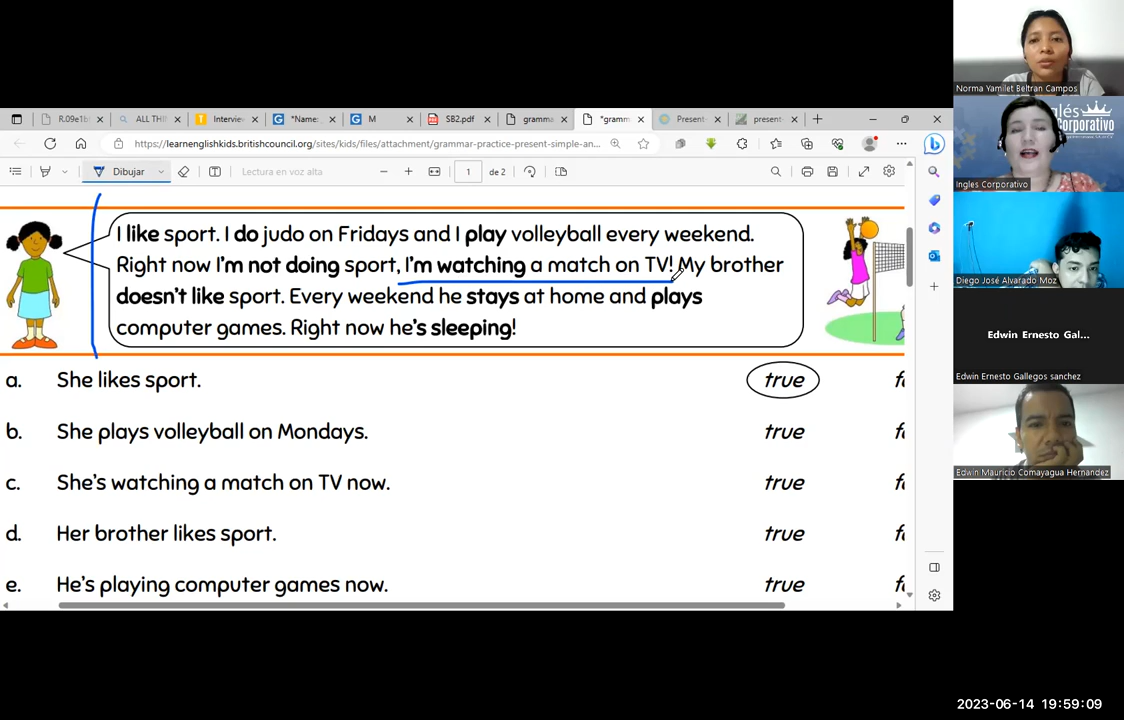 R.09e1b
ALL THI
Interviev
*Name:
M
SB2.pdf
gramma
*gramm
Present-
present-
https://learnenglishkids.britishcouncil.org/sites/kids/files/attachment/grammar-practice-present-simple-an...
Dibujar
Lectura en voz alta
1
de 2
I like sport. I do judo on Fridays and I play volleyball every weekend.
Right now I'm not doing sport, I'm watching a match on TV! My brother
doesn't like sport. Every weekend he stays at home and plays
computer games. Right now he's sleeping!
a. She likes sport. true
b. She plays volleyball on Mondays. true
c. She's watching a match on TV now. true
d. Her brother likes sport. true
e. He's playing computer games now. true
Norma Yamilet Beltran Campos
glés
Corporativo
Ingles Corporativo
Diego José Alvarado Moz
Edwin Ernesto Gal...
Edwin Ernesto Gallegos sanchez
Edwin Mauricio Comayagua Hernandez
2023-06-14 19:59:09